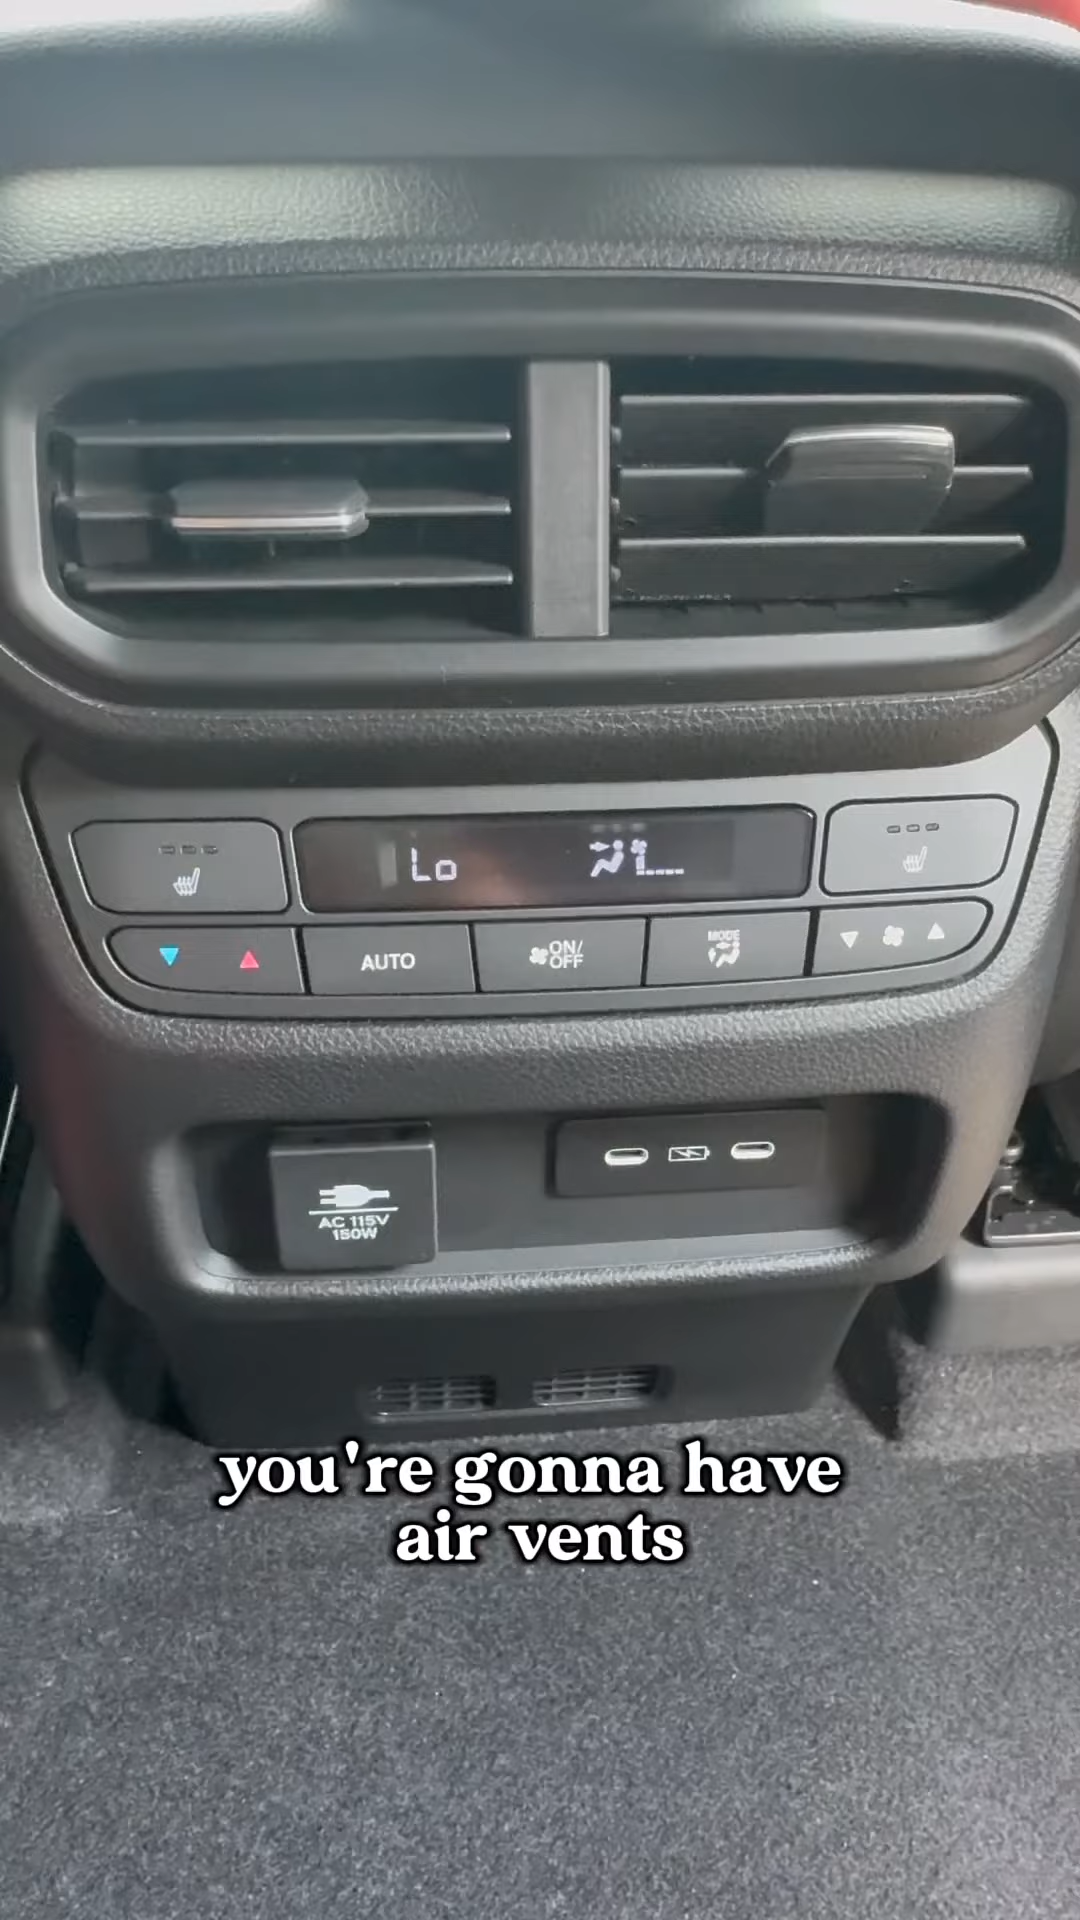 Lo
AUTO
ON/
OFF
MODE
AC 115V
150W
you're gonna have
air vents